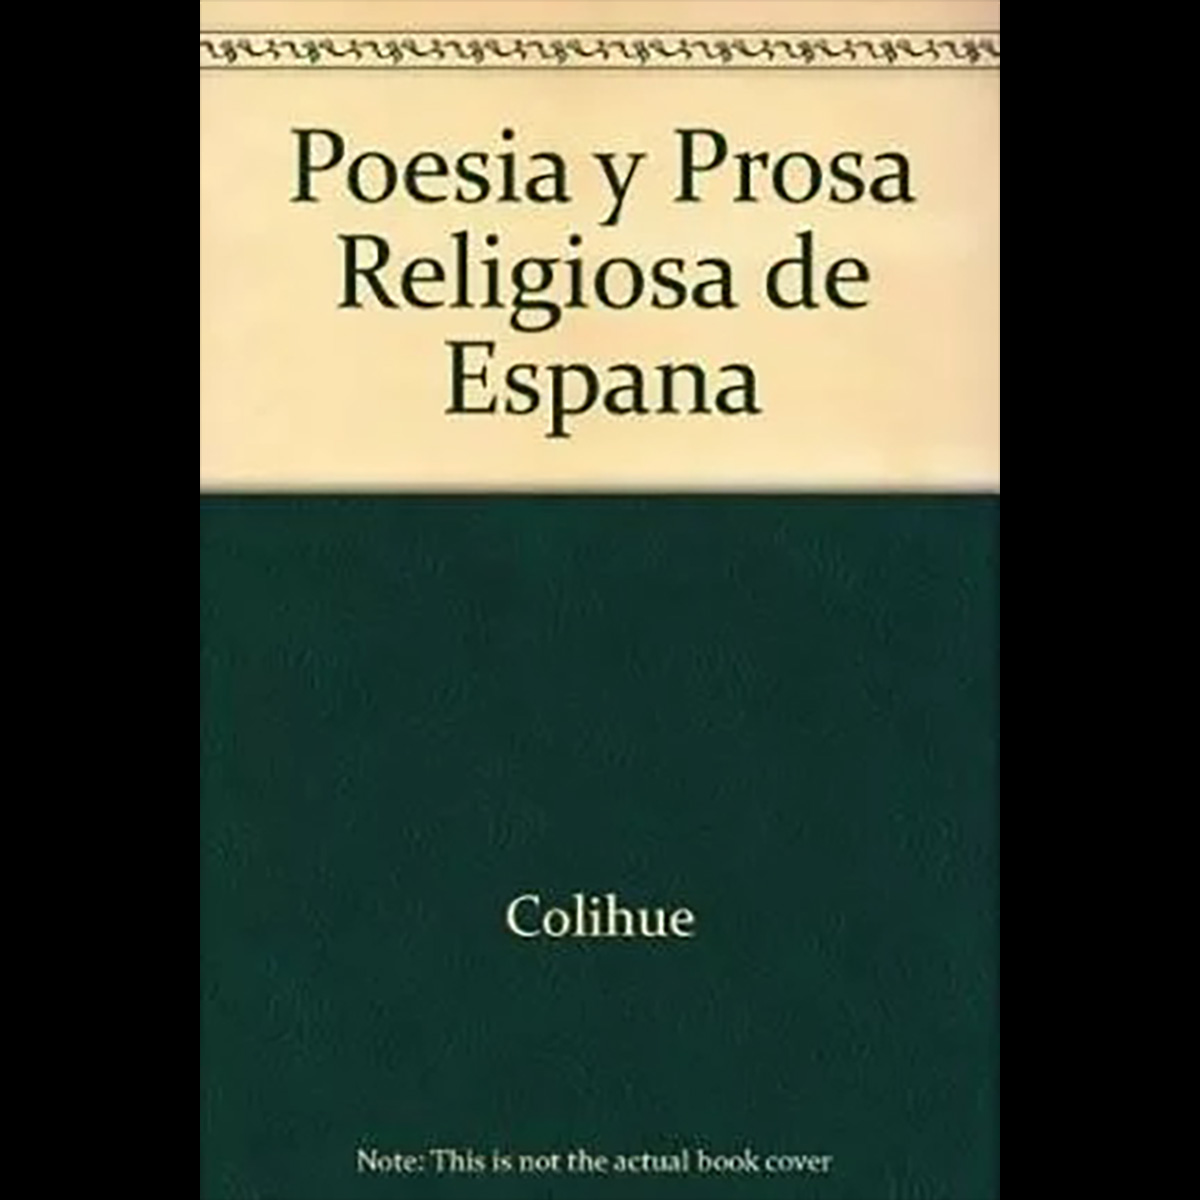 Poesia y Prosa
Religiosa de
Espana
Colihue
Note: This is not the actual book cover